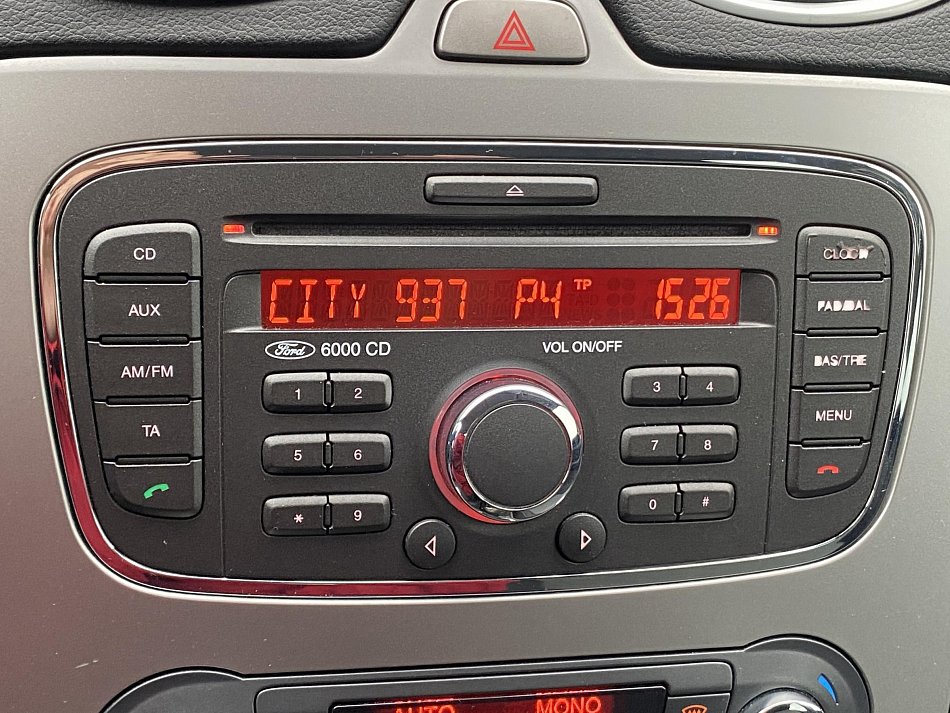 CD
AUX
AM/FM
TA
CITY 937 P4 TP 1526
Ford 6000 CD
VOL ON/OFF
1 2
3 4
5 6
7 8
* 9
0 #
CLOCK
FAD/BAL
BAS/TRE
MENU
AUTO MONO